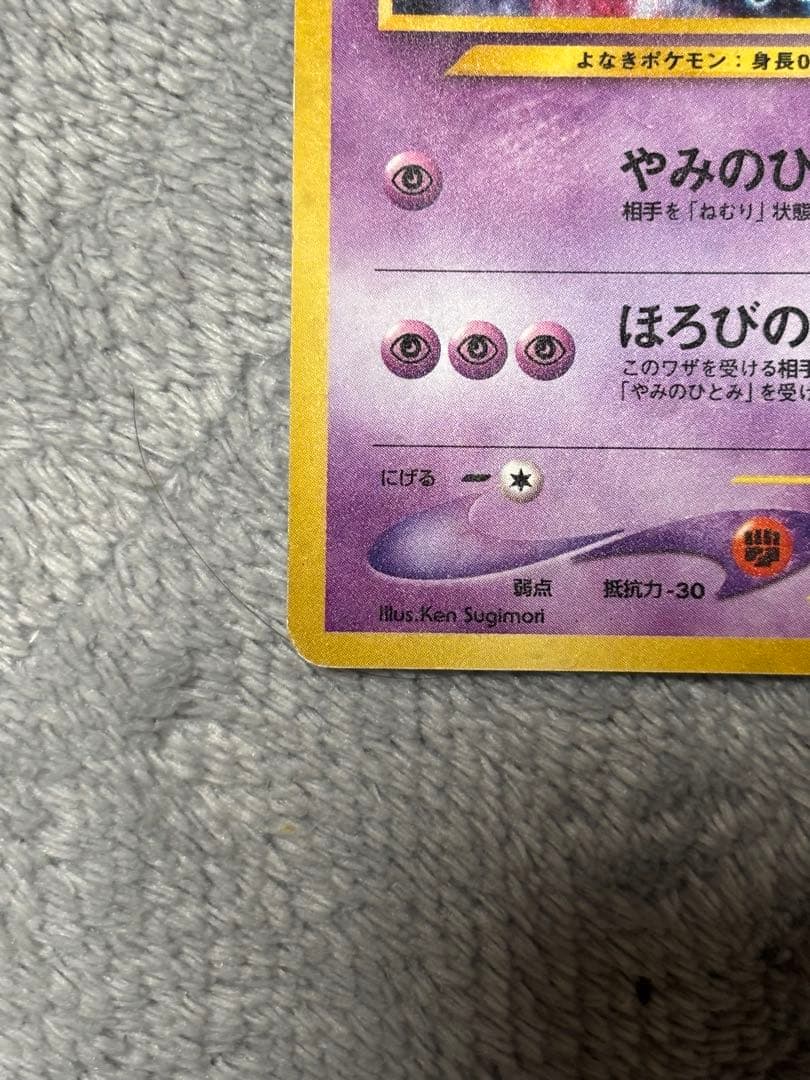 よなきポケモン：身長0
やみのひ
相手を「ねむり」状態
ほろびの
このワザを受ける相手
「やみのひとみ」を受け
にげる
弱点 抵抗力 -30
Illus.Ken Sugimori